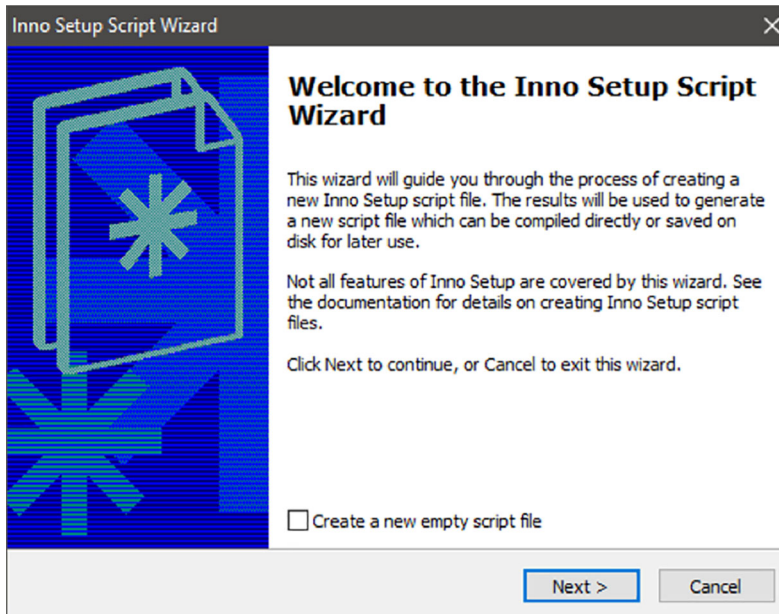 Inno Setup Script Wizard
Welcome to the Inno Setup Script
Wizard
This wizard will guide you through the process of creating a
new Inno Setup script file. The results will be used to generate
a new script file which can be compiled directly or saved on
disk for later use.
Not all features of Inno Setup are covered by this wizard. See
the documentation for details on creating Inno Setup script
files.
Click Next to continue, or Cancel to exit this wizard.
Create a new empty script file
Next >
Cancel